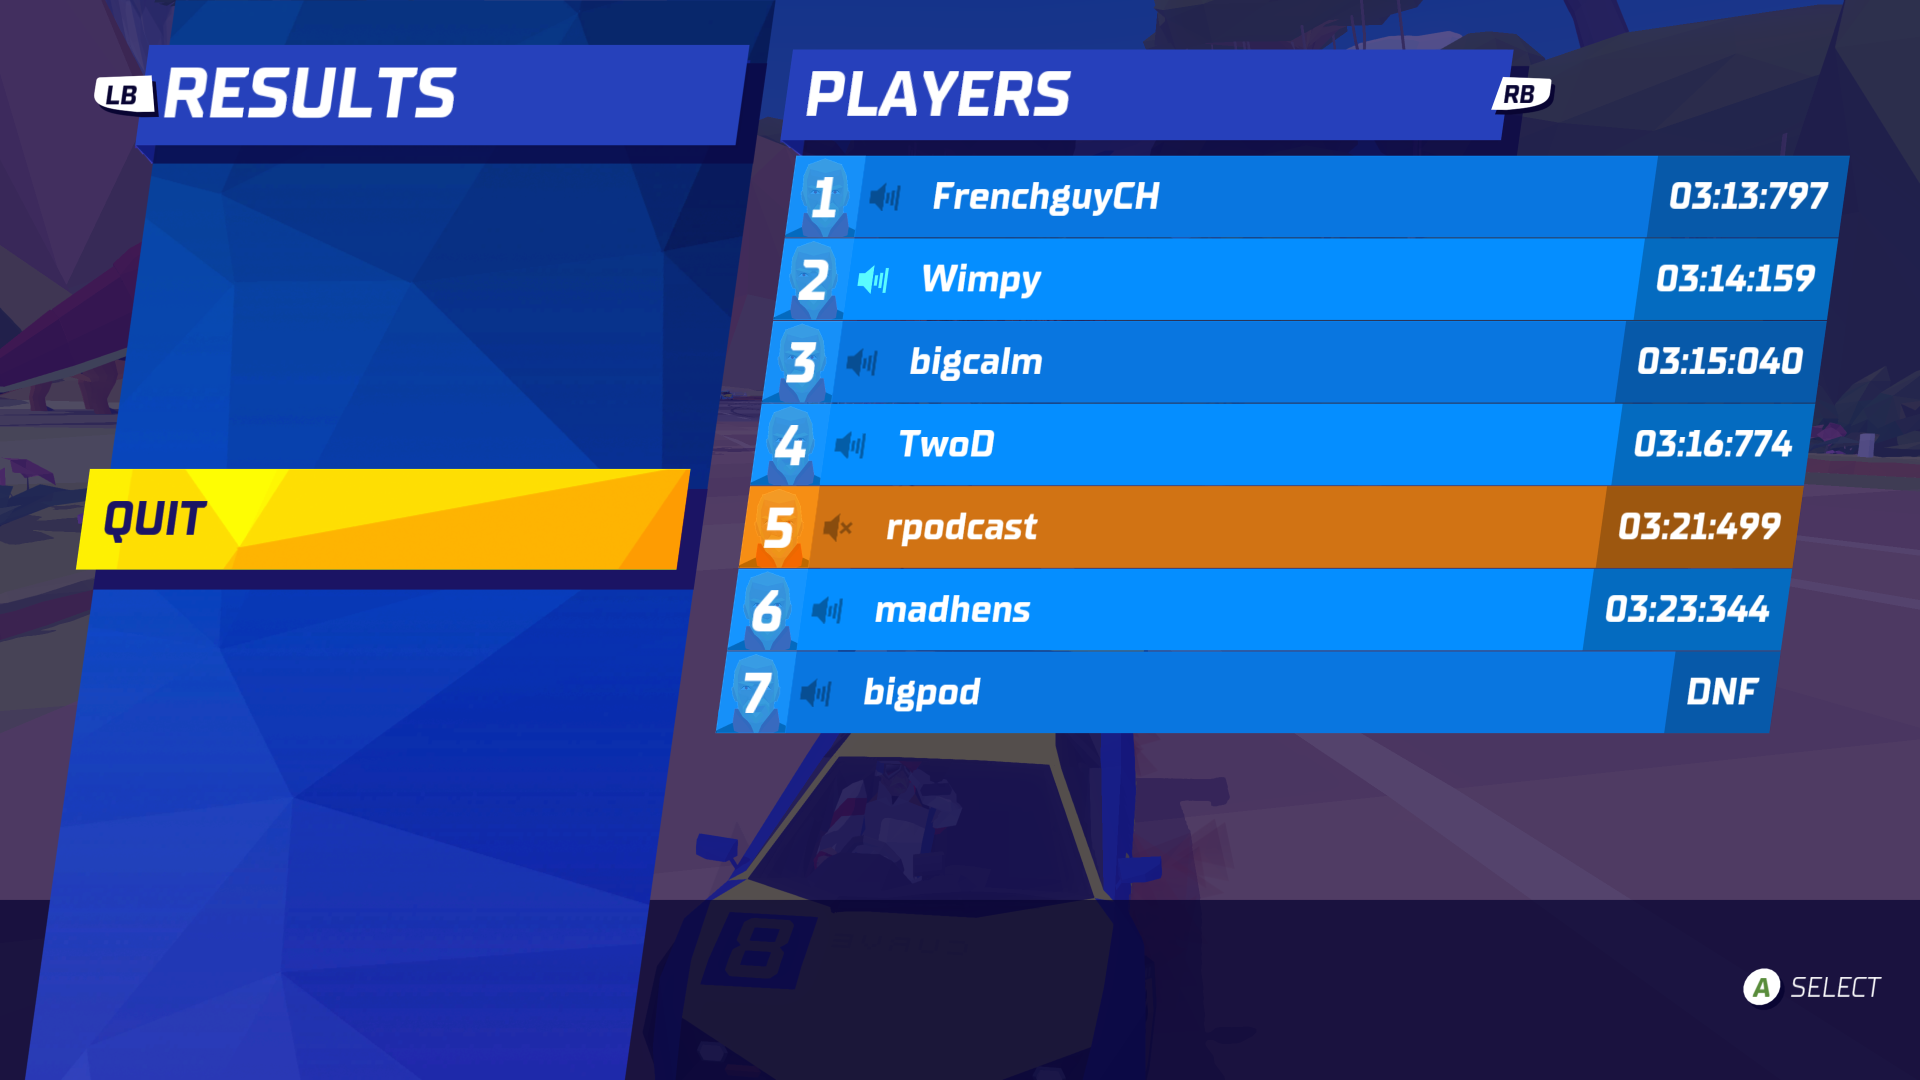 LB RESULTS
PLAYERS RB
1 FrenchguyCH 03:13:797
2 Wimpy 03:14:159
3 bigcalm 03:15:040
4 TwoD 03:16:774
5 rpodcast 03:21:499
6 madhens 03:23:344
7 bigpod DNF
QUIT
8
A SELECT